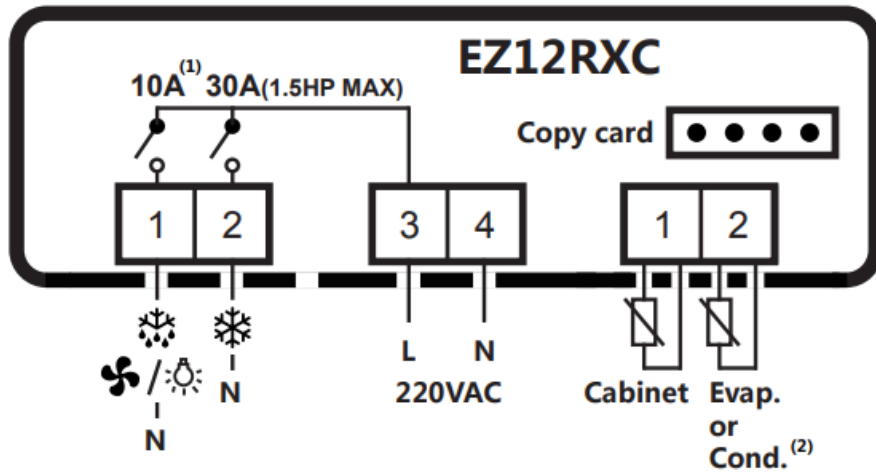 EZ12RXC
10A(1) 30A(1.5HP MAX)
Copy card
1 2 3 4 1 2
L N
220VAC
/
N
N
Cabinet
Evap.
or
Cond.(2)